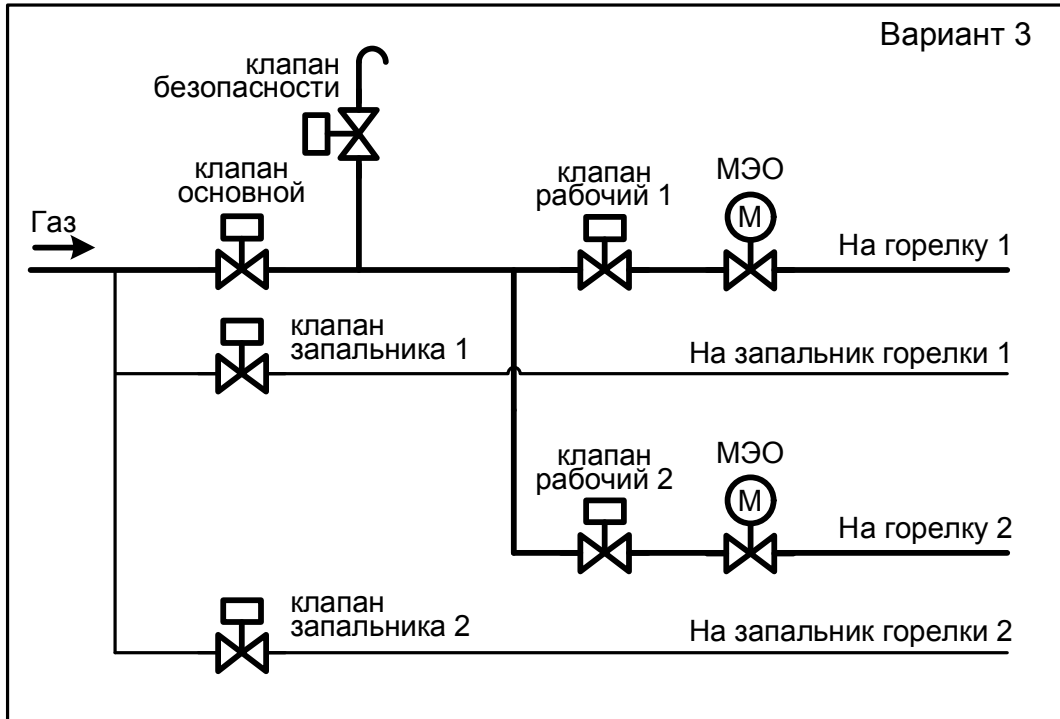 Вариант 3
клапан
безопасности
клапан
основной
Газ
клапан
рабочий 1
МЭО
М
На горелку 1
клапан
запальника 1
На запальник горелки 1
клапан
рабочий 2
МЭО
М
На горелку 2
клапан
запальника 2
На запальник горелки 2